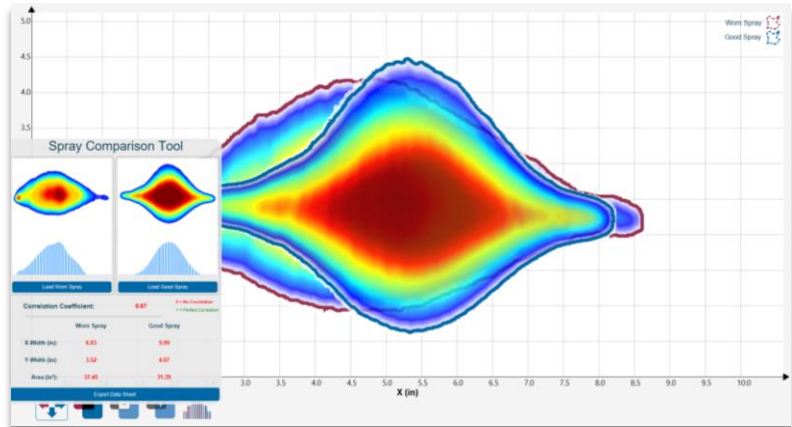 5.0
Worn Spray
Good Spray
4.5
4.0
3.5
Spray Comparison Tool
Load Worn Spray
Load Good Spray
Correlation Coefficient: 0.87
0 = No Correlation
1 = Perfect Correlation
Worn Spray Good Spray
X-Width (in): 6.93 5.99
Y-Width (in): 3.52 4.07
Area (in²): 37.45 31.39
Export Data Sheet
3.0 3.5 4.0 4.5 5.0 5.5 6.0 6.5 7.0 7.5 8.0 8.5 9.0 9.5 10.0
X (in)